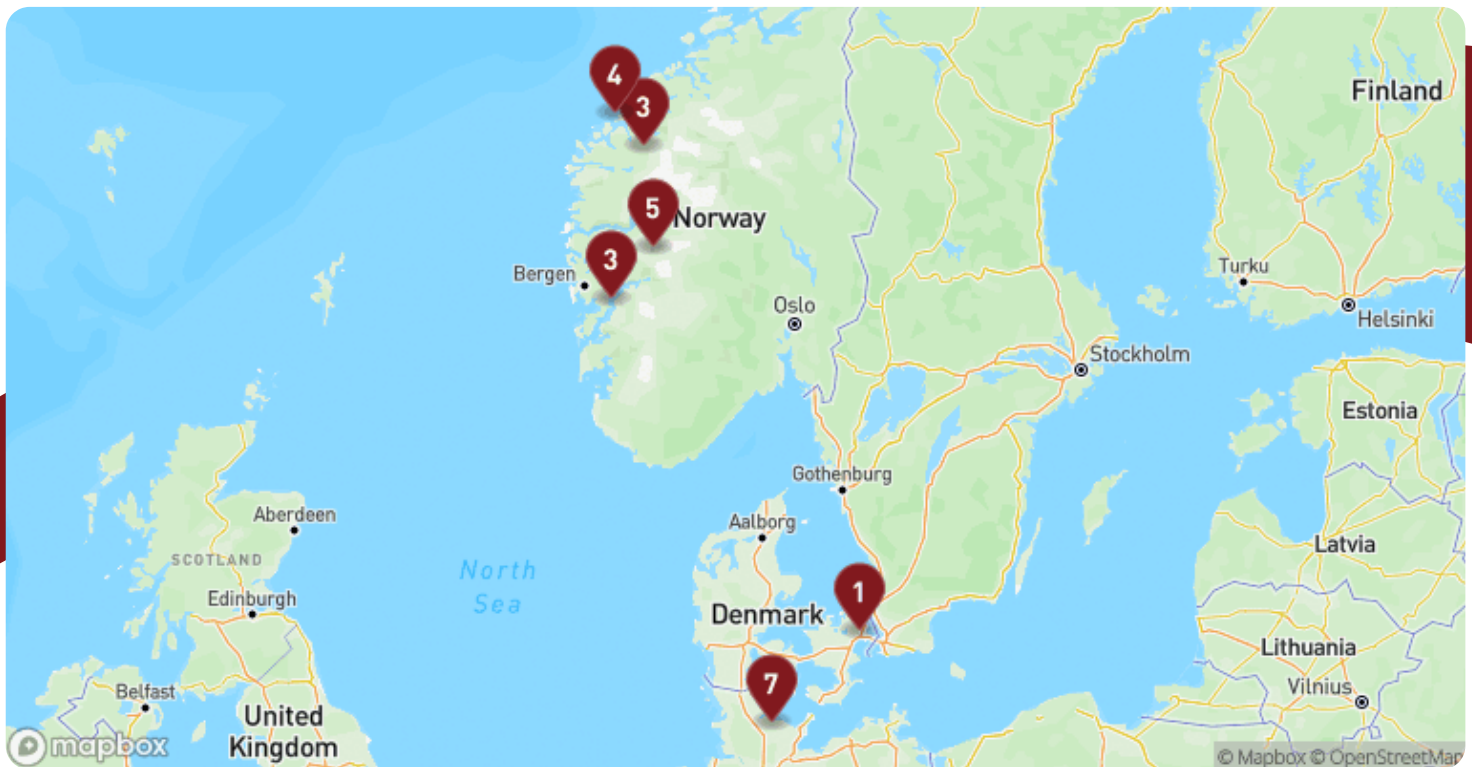 4
3
5
3
1
7
Finland
Norway
Bergen
Turku
Oslo
Helsinki
Stockholm
Estonia
Gothenburg
Aberdeen
Aalborg
Latvia
SCOTLAND
North
Sea
Edinburgh
Denmark
Lithuania
Vilnius
Belfast
United
Kingdom
mapbox
© Mapbox © OpenStreetMap